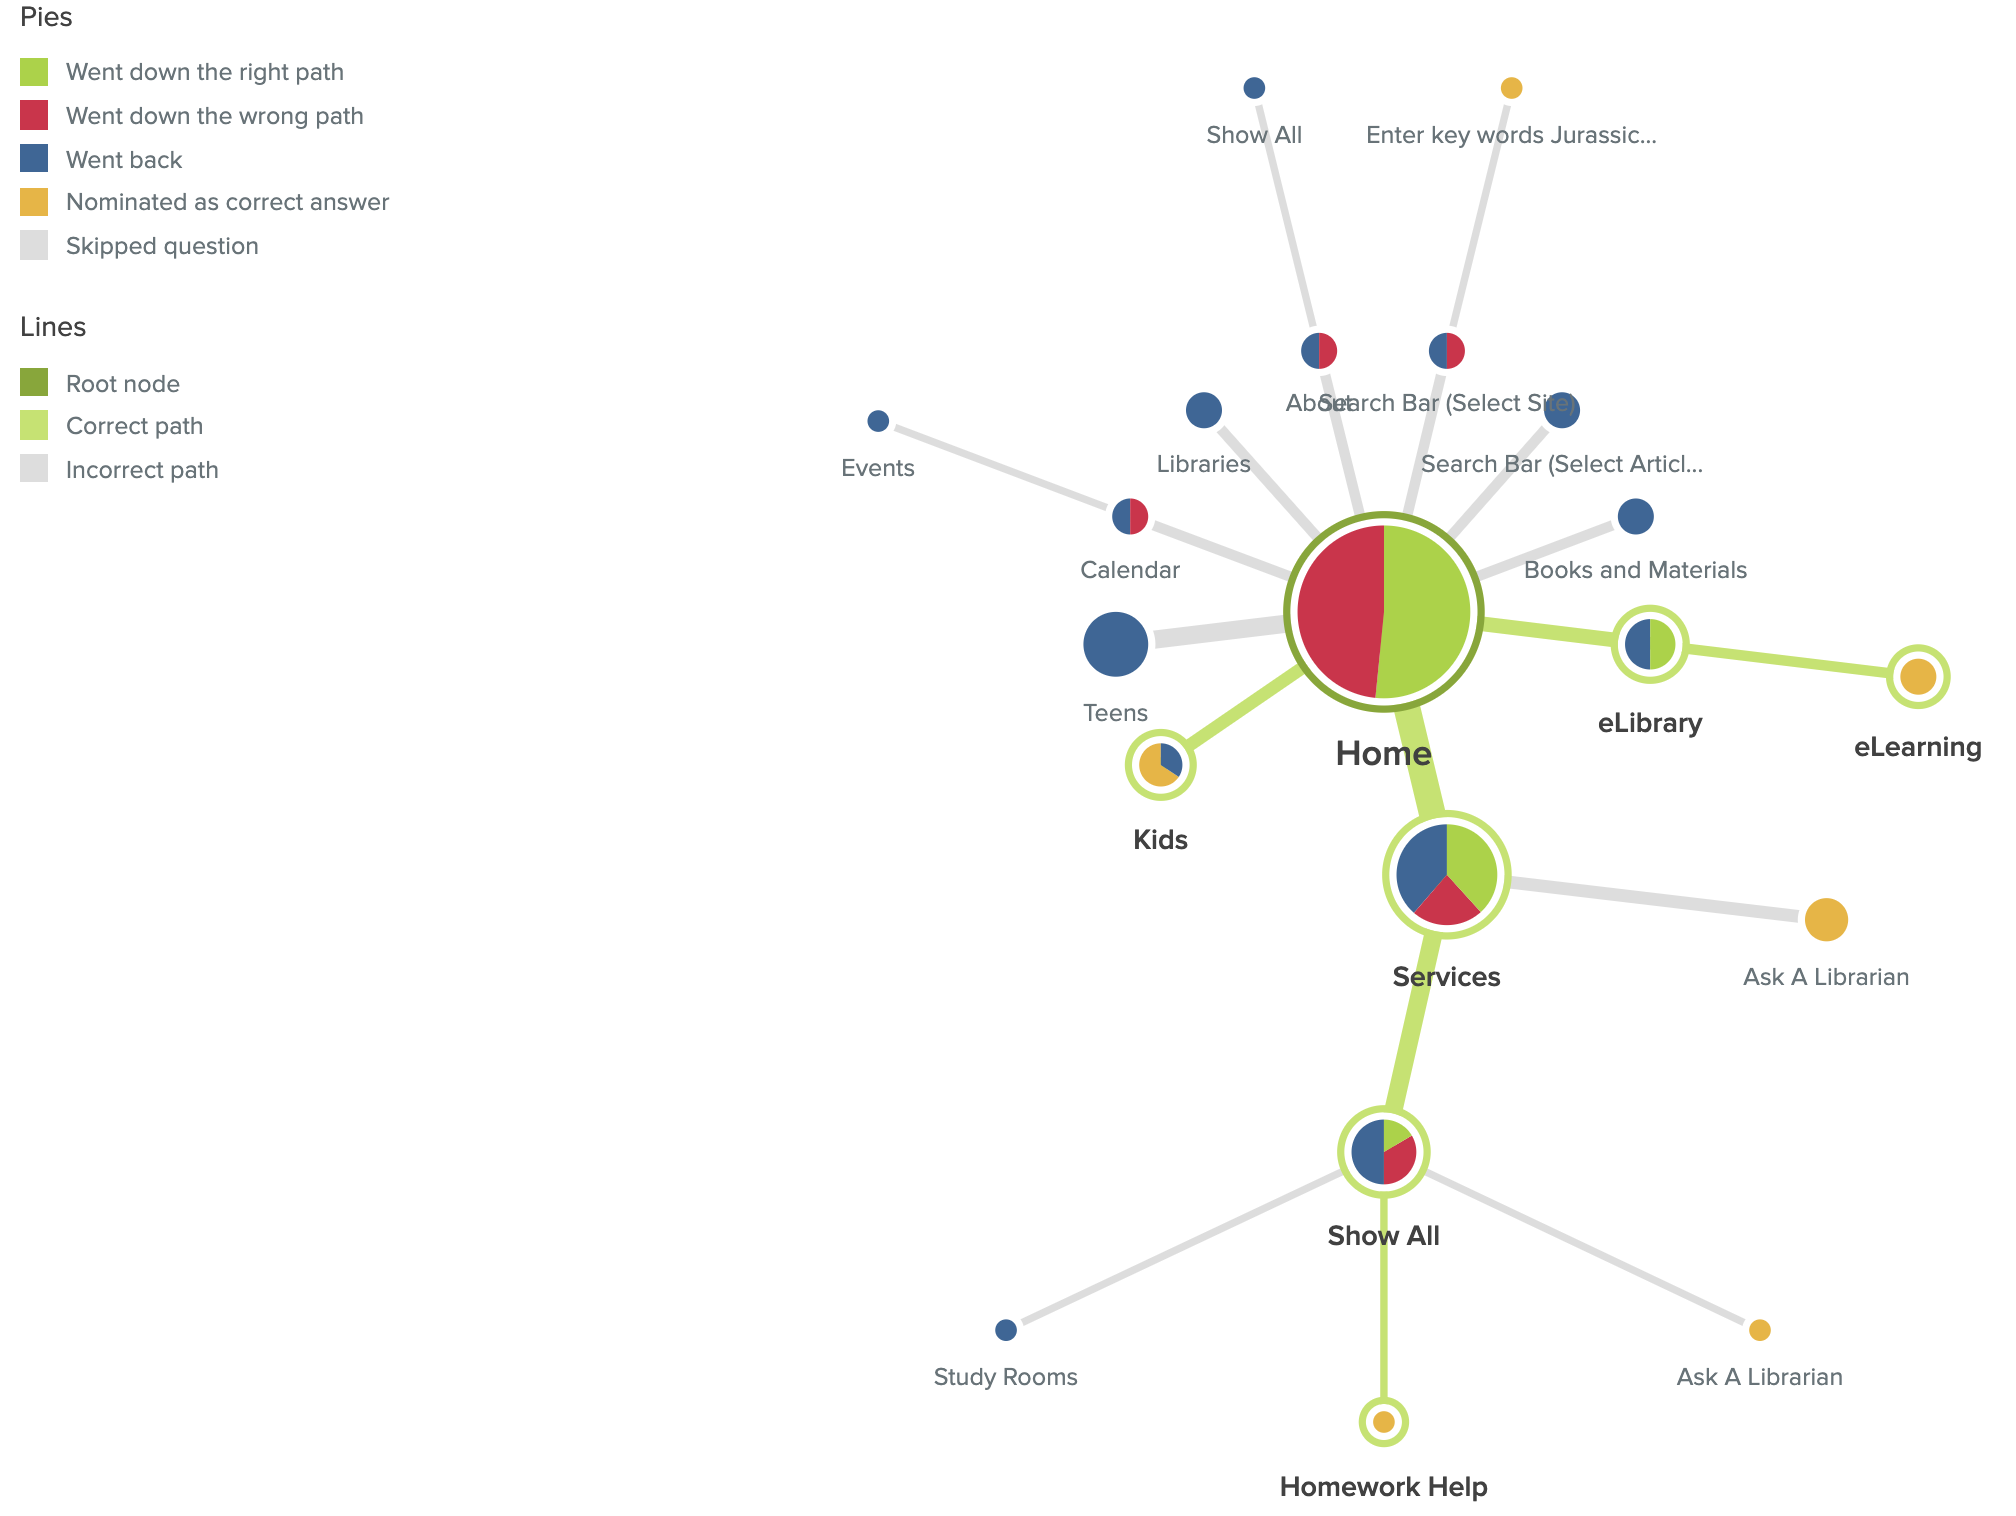 Pies
Went down the right path
Went down the wrong path
Went back
Nominated as correct answer
Skipped question
Lines
Root node
Correct path
Incorrect path
Show All
Enter key words Jurassic...
About
Search Bar (Select Site)
Events
Libraries
Search Bar (Select Articl...
Calendar
Books and Materials
Teens
eLibrary
eLearning
Home
Kids
Services
Ask A Librarian
Show All
Study Rooms
Ask A Librarian
Homework Help